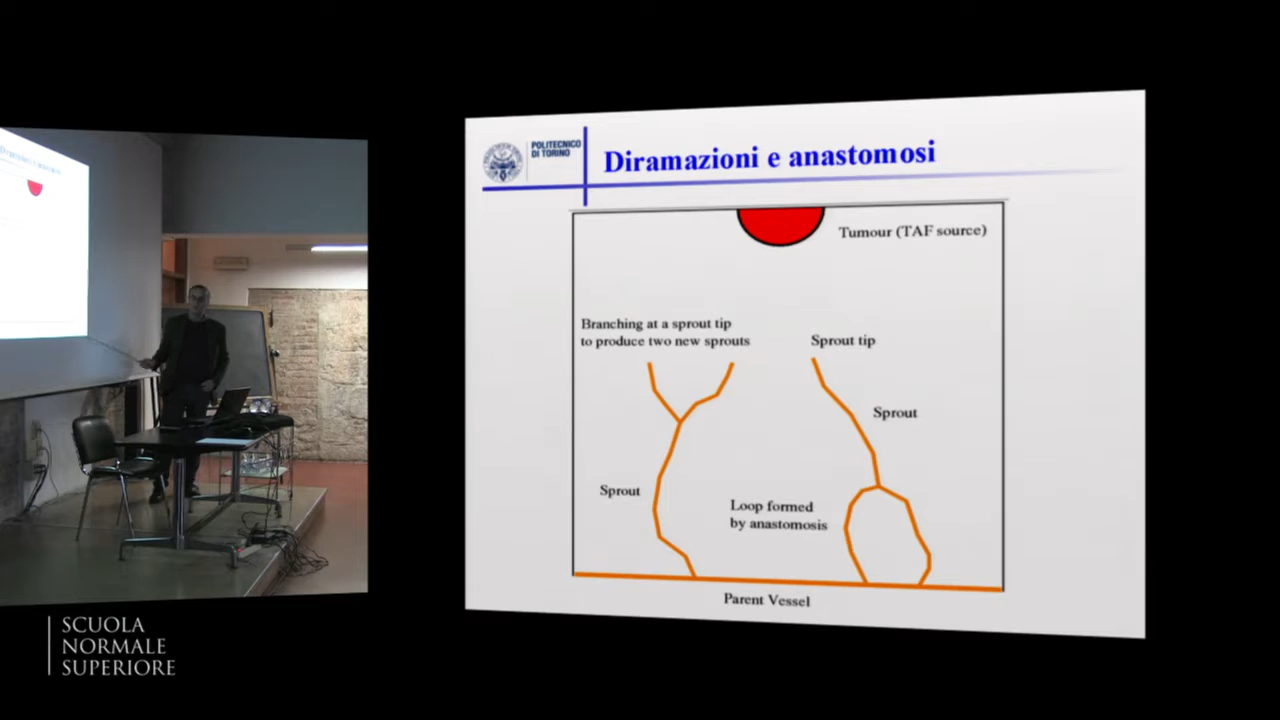 POLITECNICO
DI TORINO
Diramazioni e anastomosi
Tumour (TAF source)
Branching at a sprout tip
to produce two new sprouts
Sprout tip
Sprout
Sprout
Loop formed
by anastomosis
Parent Vessel
SCUOLA
NORMALE
SUPERIORE